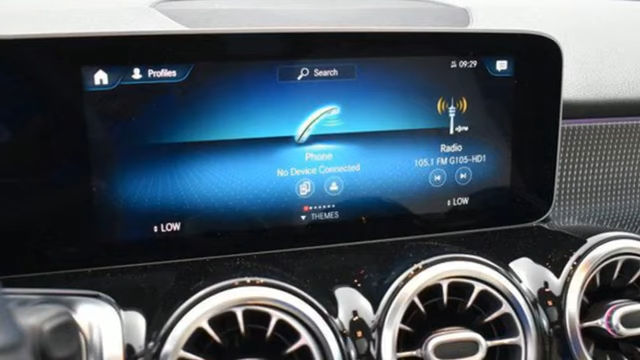 Profiles
Search
09:29
Phone
No Device Connected
Radio
105.1 FM G105-HD1
LOW
THEMES
LOW